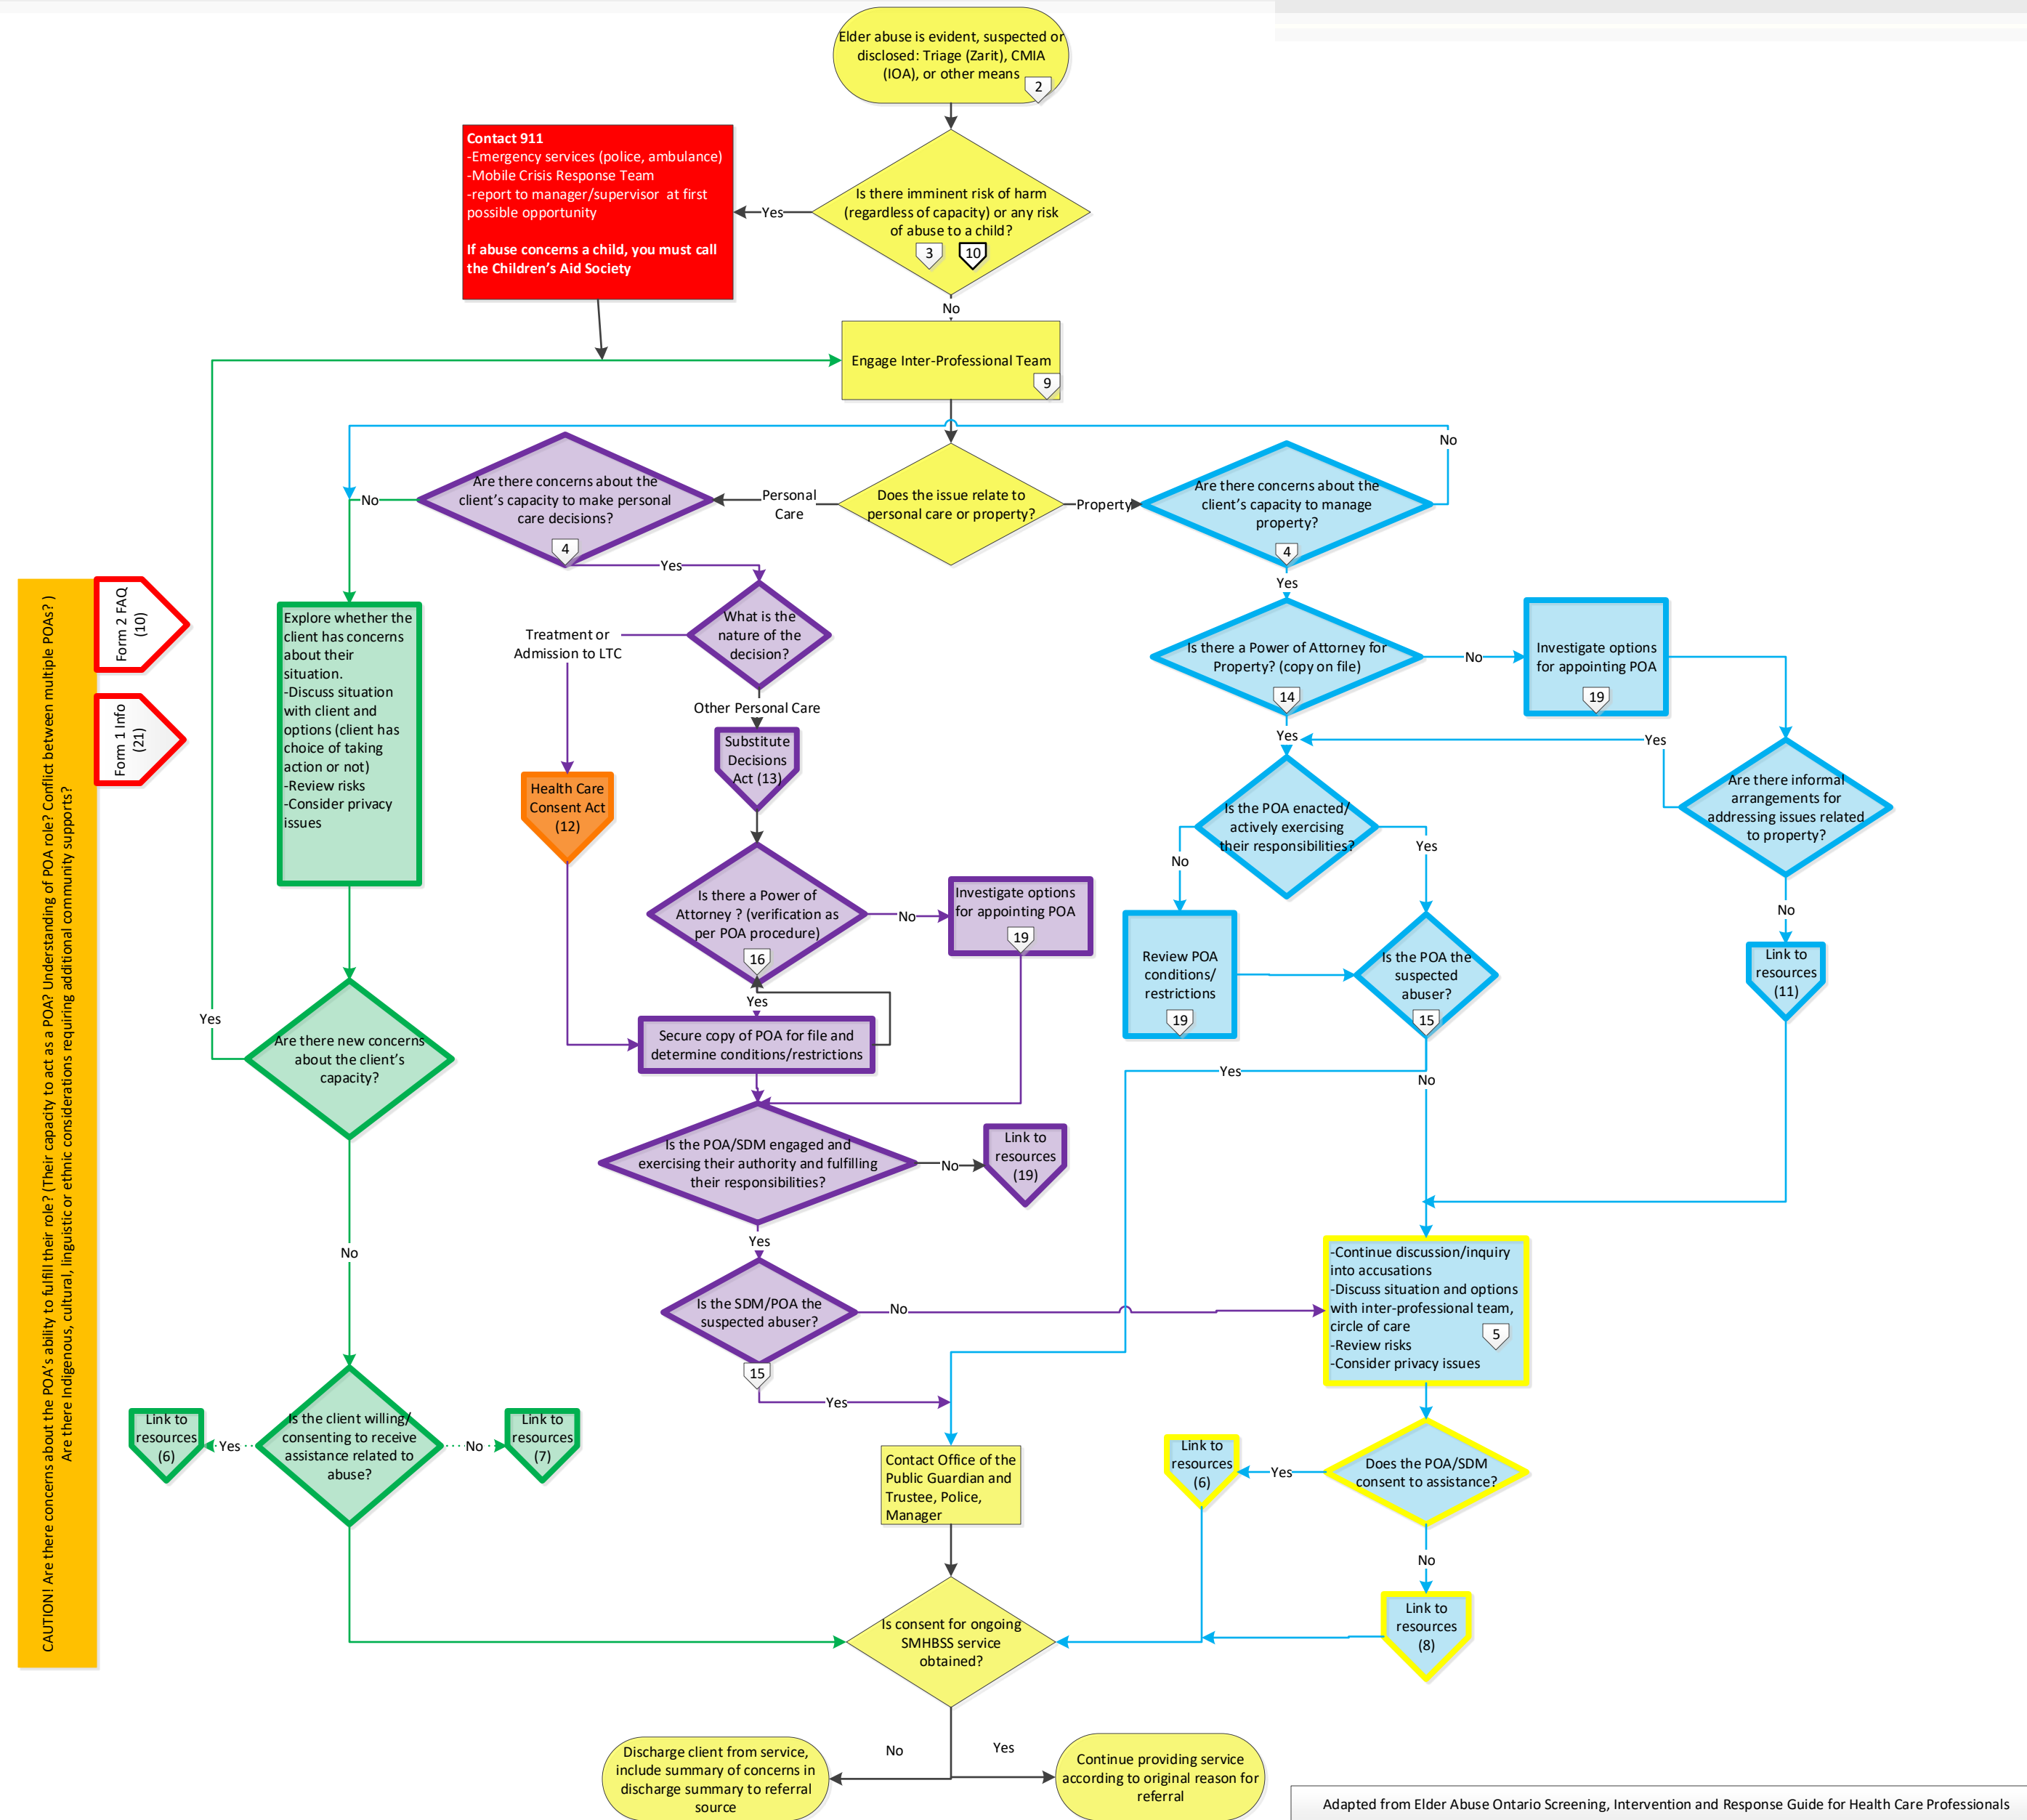 Elder abuse is evident, suspected or
disclosed: Triage (Zarit), CMIA
(IOA), or other means
2
Contact 911
-Emergency services (police, ambulance)
-Mobile Crisis Response Team
-report to manager/supervisor  at first
possible opportunity
If abuse concerns a child, you must call
the Children's Aid Society
Yes
Is there imminent risk of harm
(regardless of capacity) or any risk
of abuse to a child?
3
10
No
Engage Inter-Professional Team
9
No
Are there concerns about the
client's capacity to make personal
care decisions?
4
No
Personal
Care
Does the issue relate to
personal care or property?
Property
Are there concerns about the
client's capacity to manage
property?
4
Yes
Yes
CAUTION! Are there concerns about the POA's ability to fulfill their role? (Their capacity to act as a POA? Understanding of POA role? Conflict between multiple POAs? )
Are there Indigenous, cultural, linguistic or ethnic considerations requiring additional community supports?
Form 2 FAQ
(10)
Form 1 Info
(21)
Explore whether the
client has concerns
about their
situation.
-Discuss situation
with client and
options (client has
choice of taking
action or not)
-Review risks
-Consider privacy
issues
Treatment or
Admission to LTC
What is the
nature of the
decision?
Other Personal Care
Substitute
Decisions
Act (13)
Health Care
Consent Act
(12)
Is there a Power of Attorney for
Property? (copy on file)
14
No
Investigate options
for appointing POA
19
Yes
Yes
Is the POA enacted/
actively exercising
their responsibilities?
Are there informal
arrangements for
addressing issues related
to property?
No
Yes
No
Is there a Power of
Attorney ? (verification as
per POA procedure)
16
No
Investigate options
for appointing POA
19
Review POA
conditions/
restrictions
19
Is the POA the
suspected
abuser?
15
Link to
resources
(11)
Yes
Secure copy of POA for file and
determine conditions/restrictions
Yes
Are there new concerns
about the client's
capacity?
Yes
No
Is the POA/SDM engaged and
exercising their authority and fulfilling
their responsibilities?
No
Link to
resources
(19)
No
Yes
Is the SDM/POA the
suspected abuser?
15
No
Yes
-Continue discussion/inquiry
into accusations
-Discuss situation and options
with inter-professional team,
circle of care
-Review risks
-Consider privacy issues
5
Link to
resources
(6)
Yes
Is the client willing/
consenting to receive
assistance related to
abuse?
No
Link to
resources
(7)
Contact Office of the
Public Guardian and
Trustee, Police,
Manager
Link to
resources
(6)
Yes
Does the POA/SDM
consent to assistance?
No
Link to
resources
(8)
Is consent for ongoing
SMHBSS service
obtained?
No
Yes
Discharge client from service,
include summary of concerns in
discharge summary to referral
source
Continue providing service
according to original reason for
referral
Adapted from Elder Abuse Ontario Screening, Intervention and Response Guide for Health Care Professionals